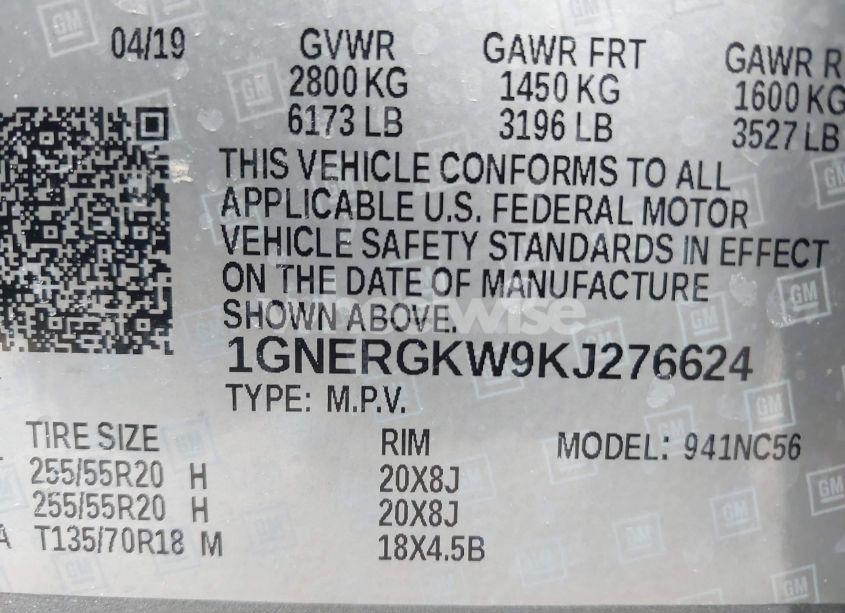 04/19 GVWR GAWR FRT GAWR R
2800 KG 1450 KG 1600 KG
6173 LB 3196 LB 3527 LB
THIS VEHICLE CONFORMS TO ALL
APPLICABLE U.S. FEDERAL MOTOR
VEHICLE SAFETY STANDARDS IN EFFECT
ON THE DATE OF MANUFACTURE
SHOWN ABOVE.
1GNERGKW9KJ276624
TYPE: M.P.V.
TIRE SIZE RIM MODEL: 941NC56
255/55R20 H 20X8J
255/55R20 H 20X8J
A T135/70R18 M 18X4.5B
GM